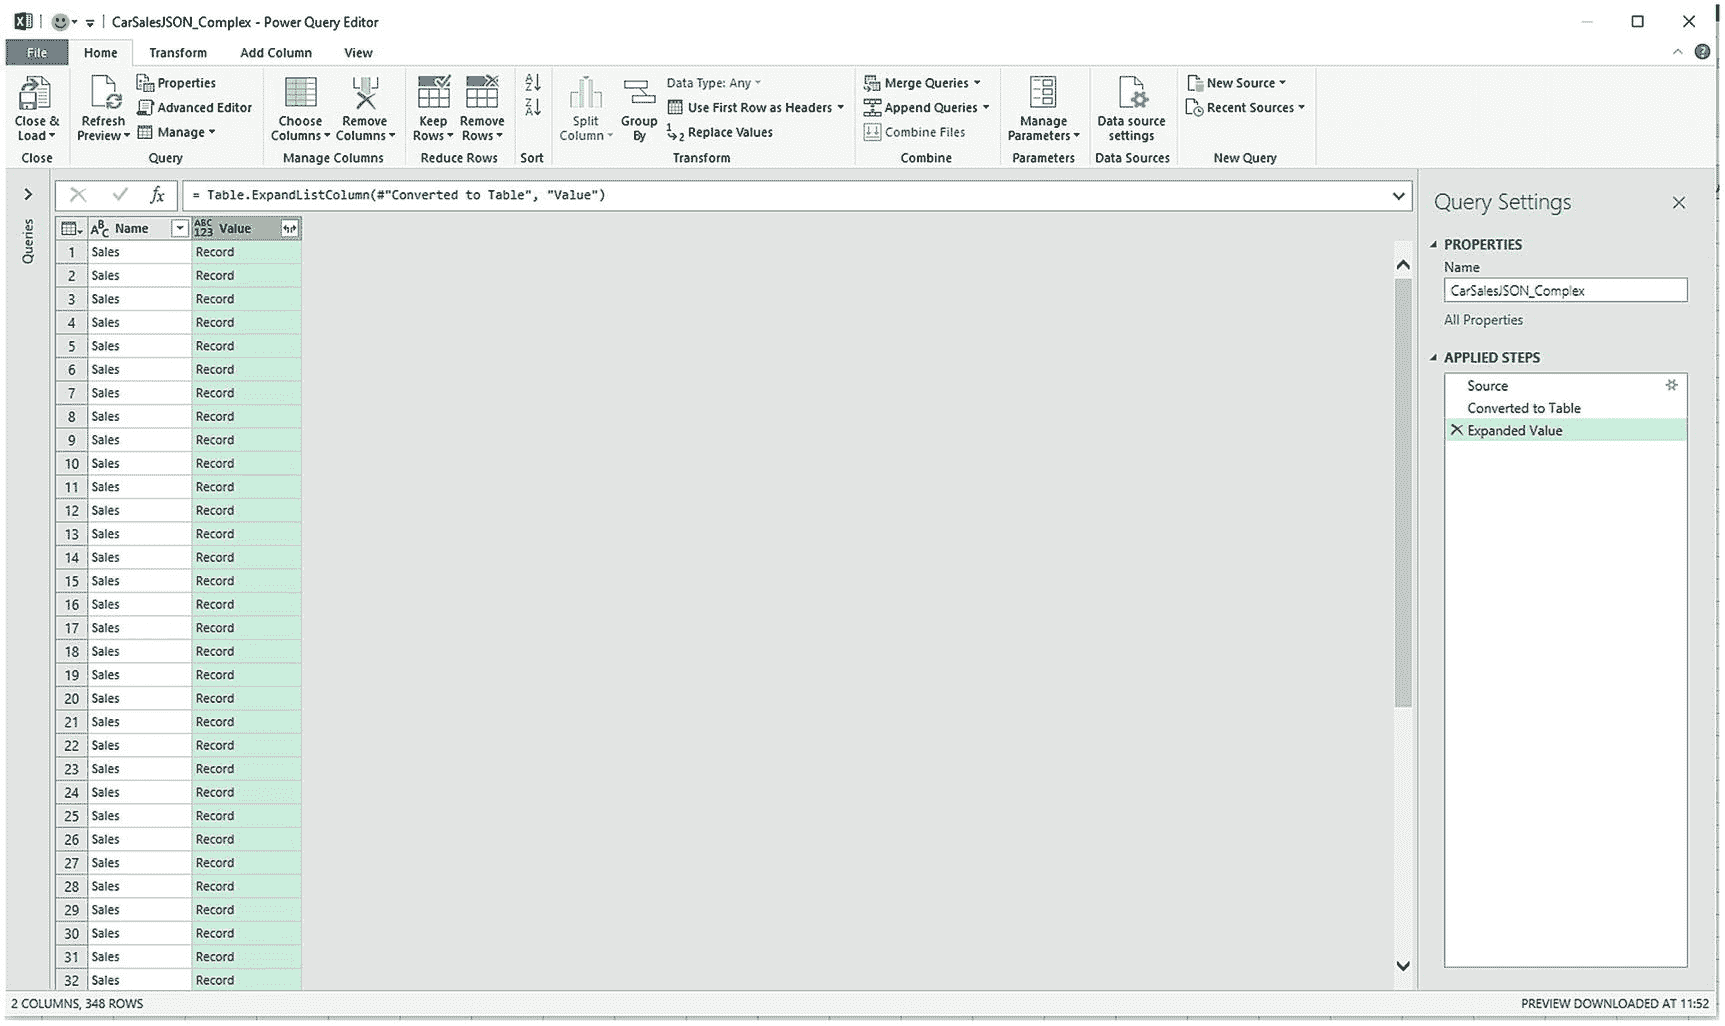 CarSalesJSON_Complex - Power Query Editor
File Home Transform Add Column View
Close & Load
Close
Refresh Preview
Properties
Advanced Editor
Manage
Query
Choose Columns
Remove Columns
Manage Columns
Keep Rows
Remove Rows
Reduce Rows
A Z
Z A
Sort
Split Column
Group By
Data Type: Any
Use First Row as Headers
1 2 Replace Values
Transform
Merge Queries
Append Queries
Combine Files
Combine
Manage Parameters
Parameters
Data source settings
Data Sources
New Source
Recent Sources
New Query
Queries
fx = Table.ExpandListColumn(#"Converted to Table", "Value")
ABC Name ABC 123 Value
1 Sales Record
2 Sales Record
3 Sales Record
4 Sales Record
5 Sales Record
6 Sales Record
7 Sales Record
8 Sales Record
9 Sales Record
10 Sales Record
11 Sales Record
12 Sales Record
13 Sales Record
14 Sales Record
15 Sales Record
16 Sales Record
17 Sales Record
18 Sales Record
19 Sales Record
20 Sales Record
21 Sales Record
22 Sales Record
23 Sales Record
24 Sales Record
25 Sales Record
26 Sales Record
27 Sales Record
28 Sales Record
29 Sales Record
30 Sales Record
31 Sales Record
32 Sales Record
Query Settings
PROPERTIES
Name
CarSalesJSON_Complex
All Properties
APPLIED STEPS
Source
Converted to Table
Expanded Value
2 COLUMNS, 348 ROWS
PREVIEW DOWNLOADED AT 11:52